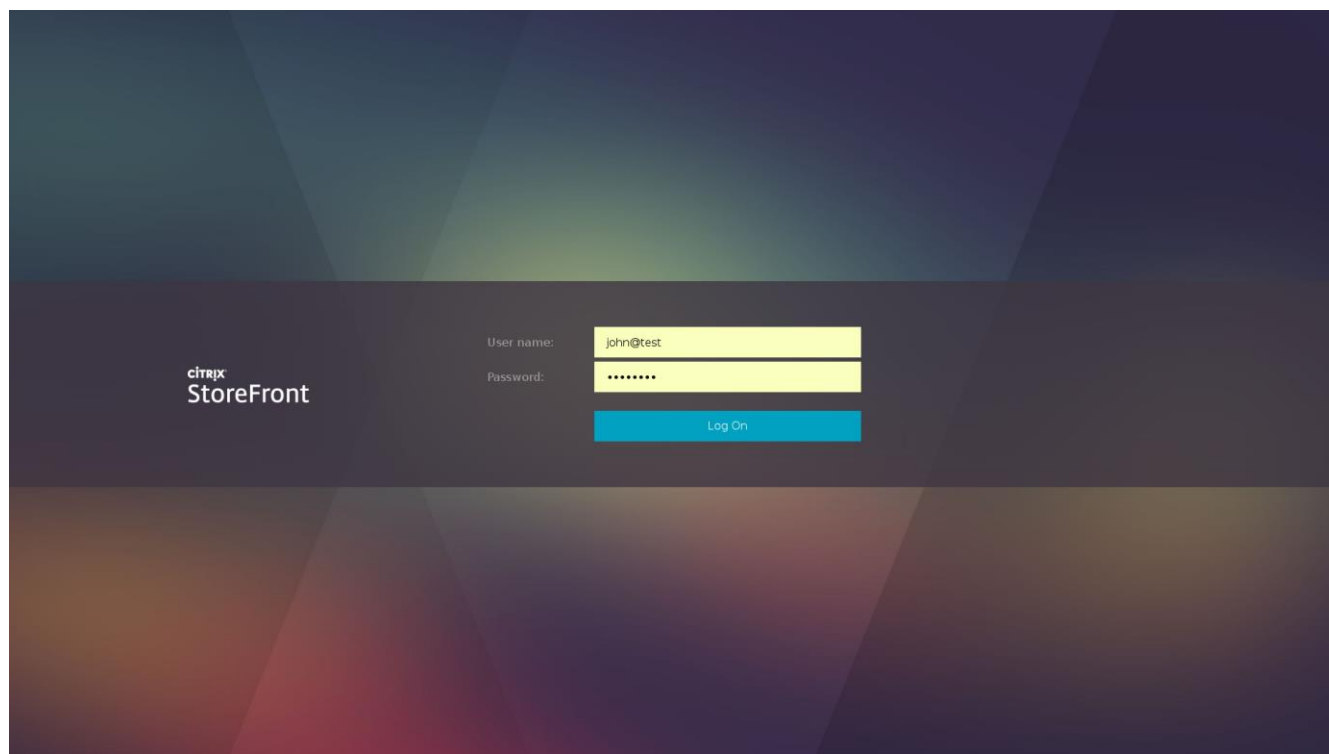 CITRIX
StoreFront
User name:
john@test
Password:
••••••••
Log On